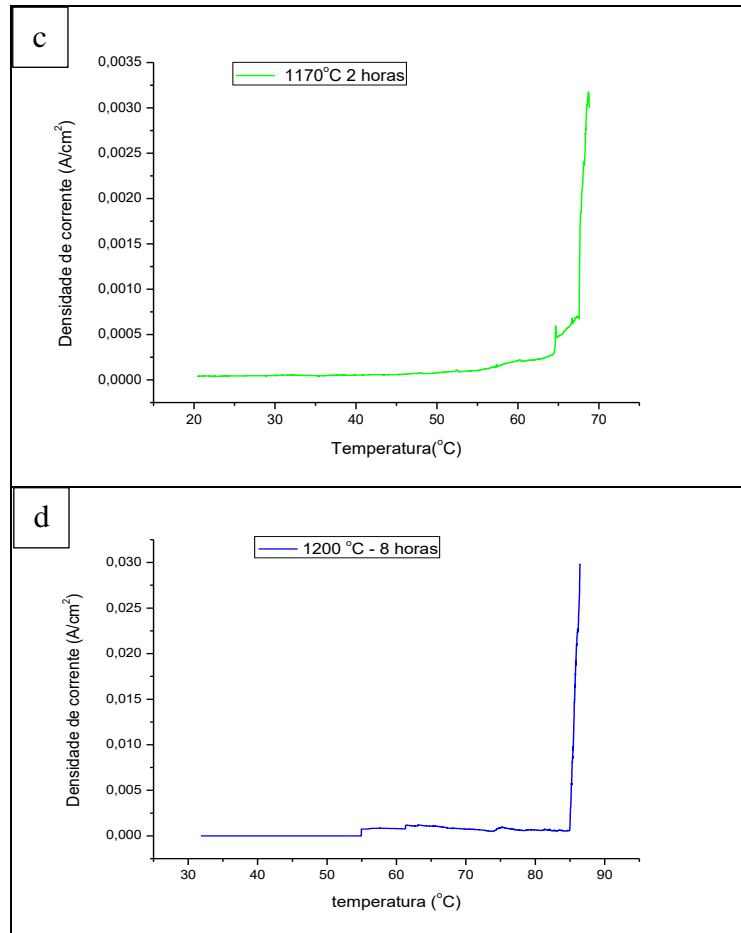 c
0,0035
1170°C 2 horas
0,0030
0,0025
0,0020
0,0015
0,0010
0,0005
0,0000
Densidade de corrente (A/cm²)
20 30 40 50 60 70
Temperatura(°C)
d
0,030
1200 °C - 8 horas
0,025
0,020
0,015
0,010
0,005
0,000
Densidade de corrente (A/cm²)
30 40 50 60 70 80 90
temperatura (°C)